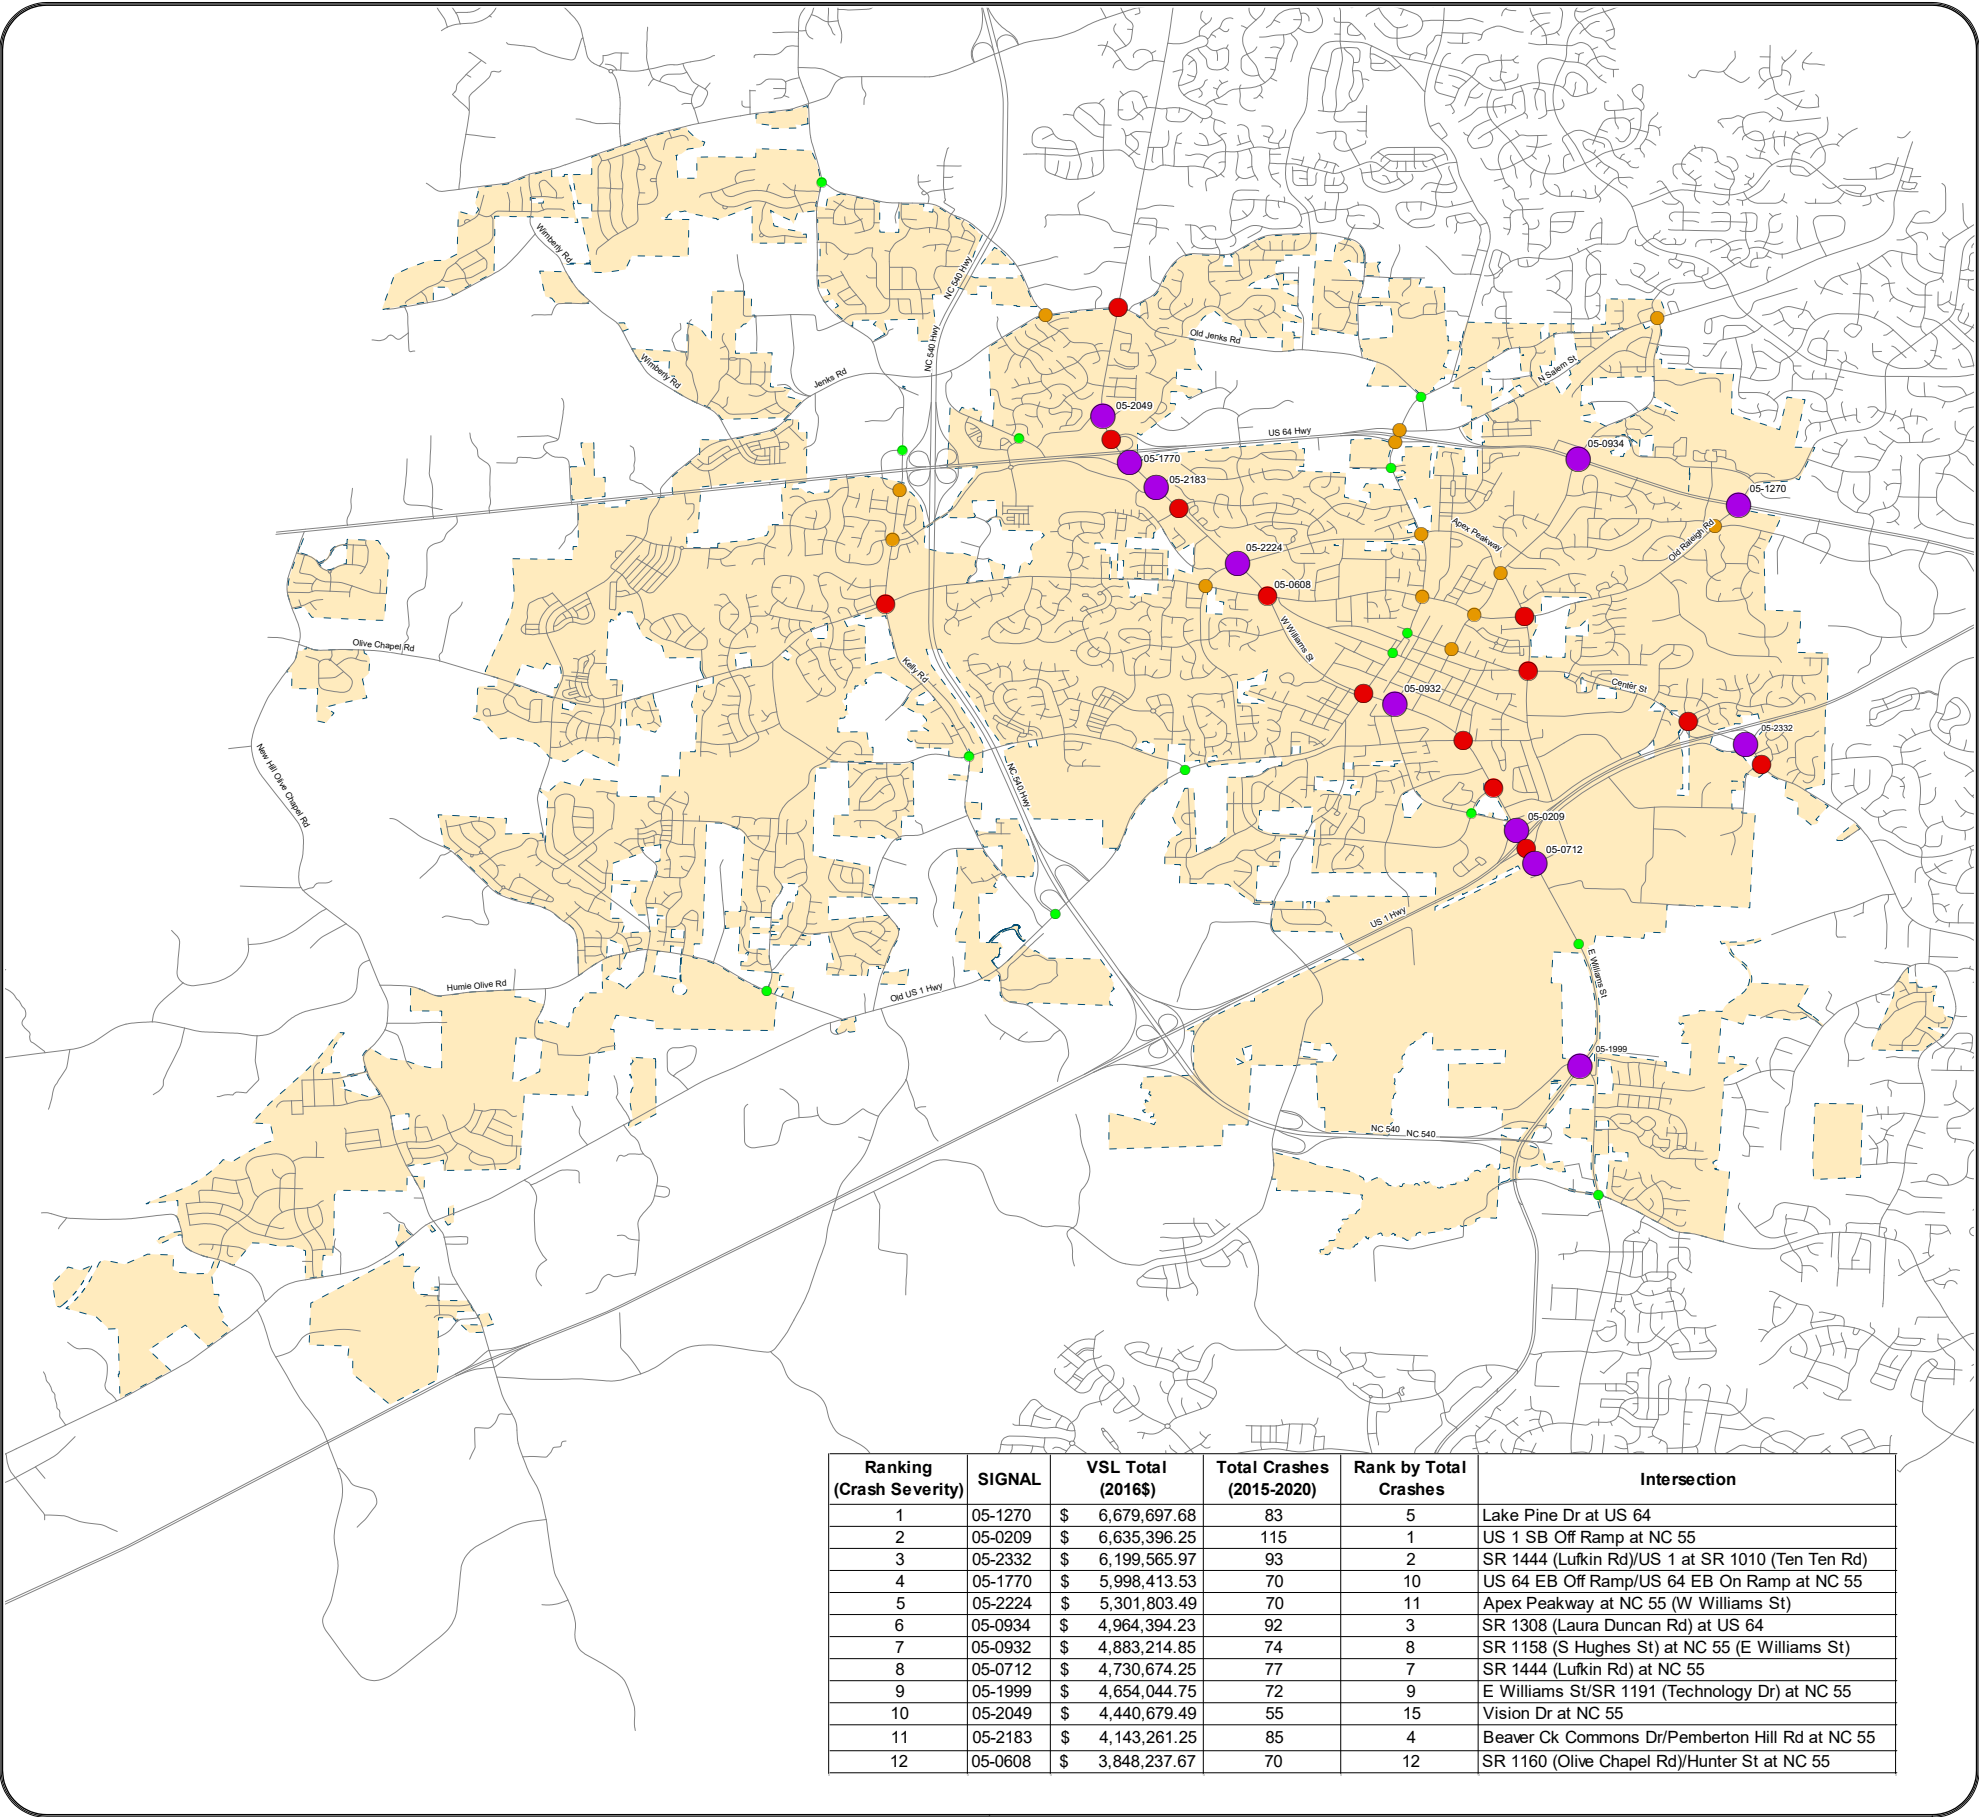 Wimberly Rd
NC 540 Hwy
NC 540 Hwy
Old Jenks Rd
Wimberly Rd
Jenks Rd
N Salem St
05-2049
US 64 Hwy
05-0934
05-1770
05-2183
05-1270
Apex Peakway
Old Raleigh Rd
05-2224
05-0608
W Williams St
Olive Chapel Rd
Kelly Rd
Center St
05-0932
05-2332
New Hill Olive Chapel Rd
NC 540 Hwy
05-0209
05-0712
US 1 Hwy
E Williams St
Humie Olive Rd
Old US 1 Hwy
05-1999
NC 540 NC 540
Ranking (Crash Severity) SIGNAL VSL Total (2016$) Total Crashes (2015-2020) Rank by Total Crashes Intersection
1 05-1270 $ 6,679,697.68 83 5 Lake Pine Dr at US 64
2 05-0209 $ 6,635,396.25 115 1 US 1 SB Off Ramp at NC 55
3 05-2332 $ 6,199,565.97 93 2 SR 1444 (Lufkin Rd)/US 1 at SR 1010 (Ten Ten Rd)
4 05-1770 $ 5,998,413.53 70 10 US 64 EB Off Ramp/US 64 EB On Ramp at NC 55
5 05-2224 $ 5,301,803.49 70 11 Apex Peakway at NC 55 (W Williams St)
6 05-0934 $ 4,964,394.23 92 3 SR 1308 (Laura Duncan Rd) at US 64
7 05-0932 $ 4,883,214.85 74 8 SR 1158 (S Hughes St) at NC 55 (E Williams St)
8 05-0712 $ 4,730,674.25 77 7 SR 1444 (Lufkin Rd) at NC 55
9 05-1999 $ 4,654,044.75 72 9 E Williams St/SR 1191 (Technology Dr) at NC 55
10 05-2049 $ 4,440,679.49 55 15 Vision Dr at NC 55
11 05-2183 $ 4,143,261.25 85 4 Beaver Ck Commons Dr/Pemberton Hill Rd at NC 55
12 05-0608 $ 3,848,237.67 70 12 SR 1160 (Olive Chapel Rd)/Hunter St at NC 55